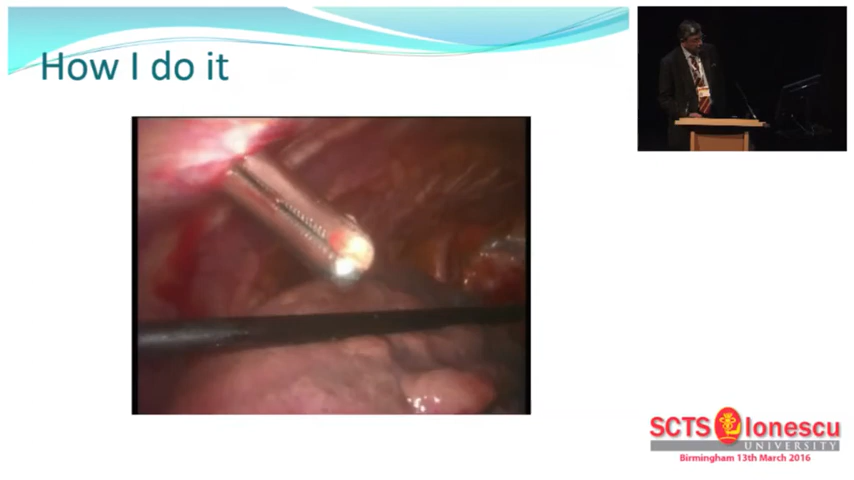 How I do it
SCTS Ionescu
UNIVERSITY
Birmingham 13th March 2016